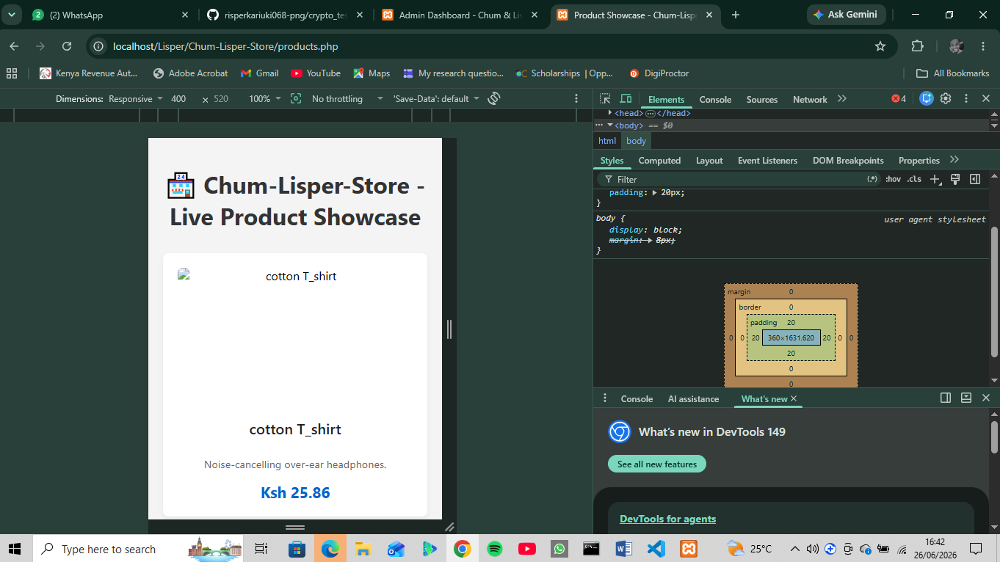 2
(2) WhatsApp
risperkariuki068-png/crypto_tes
Admin Dashboard - Chum & Lis
Product Showcase - Chum-Lispe
Ask Gemini
localhost/Lisper/Chum-Lisper-Store/products.php
Kenya Revenue Aut...
Adobe Acrobat
Gmail
YouTube
Maps
My research questio...
Scholarships | Opp...
DigiProctor
All Bookmarks
Dimensions: Responsive 400 × 520 100% No throttling 'Save-Data': default
Elements Console Sources Network 4
<head> </head>
<body> == $0
html body
Styles Computed Layout Event Listeners DOM Breakpoints Properties
Filter
:hov .cls
padding: 20px;
}
body { user agent stylesheet
display: block;
margin: 8px;
}
margin 0
border 0
padding 20
0 0 20 360×1631.620 20 0 0
20
0
0
Console AI assistance What's new
What's new in DevTools 149
See all new features
DevTools for agents
24
Chum-Lisper-Store -
Live Product Showcase
cotton T_shirt
cotton T_shirt
Noise-cancelling over-ear headphones.
Ksh 25.86
Type here to search
25°C
16:42
26/06/2026